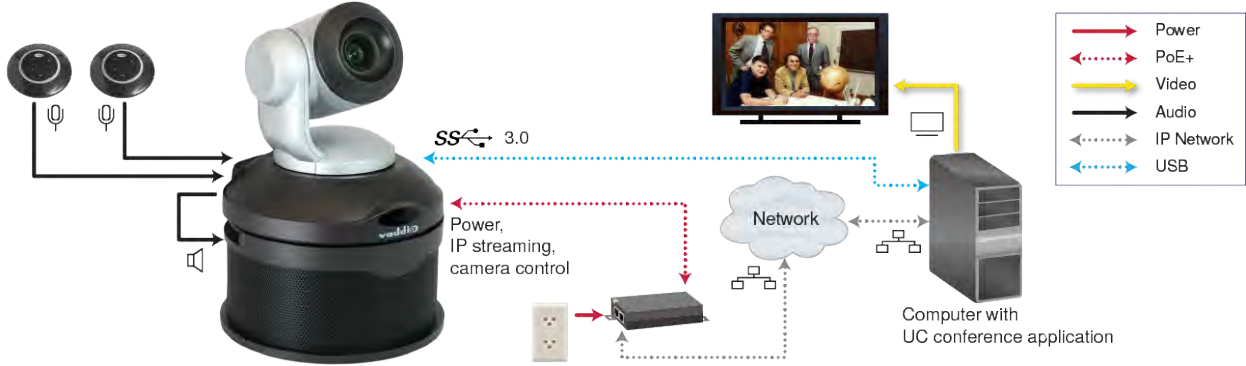 SS 3.0
vaddio
Power,
IP streaming,
camera control
Network
Computer with
UC conference application
Power
PoE+
Video
Audio
IP Network
USB